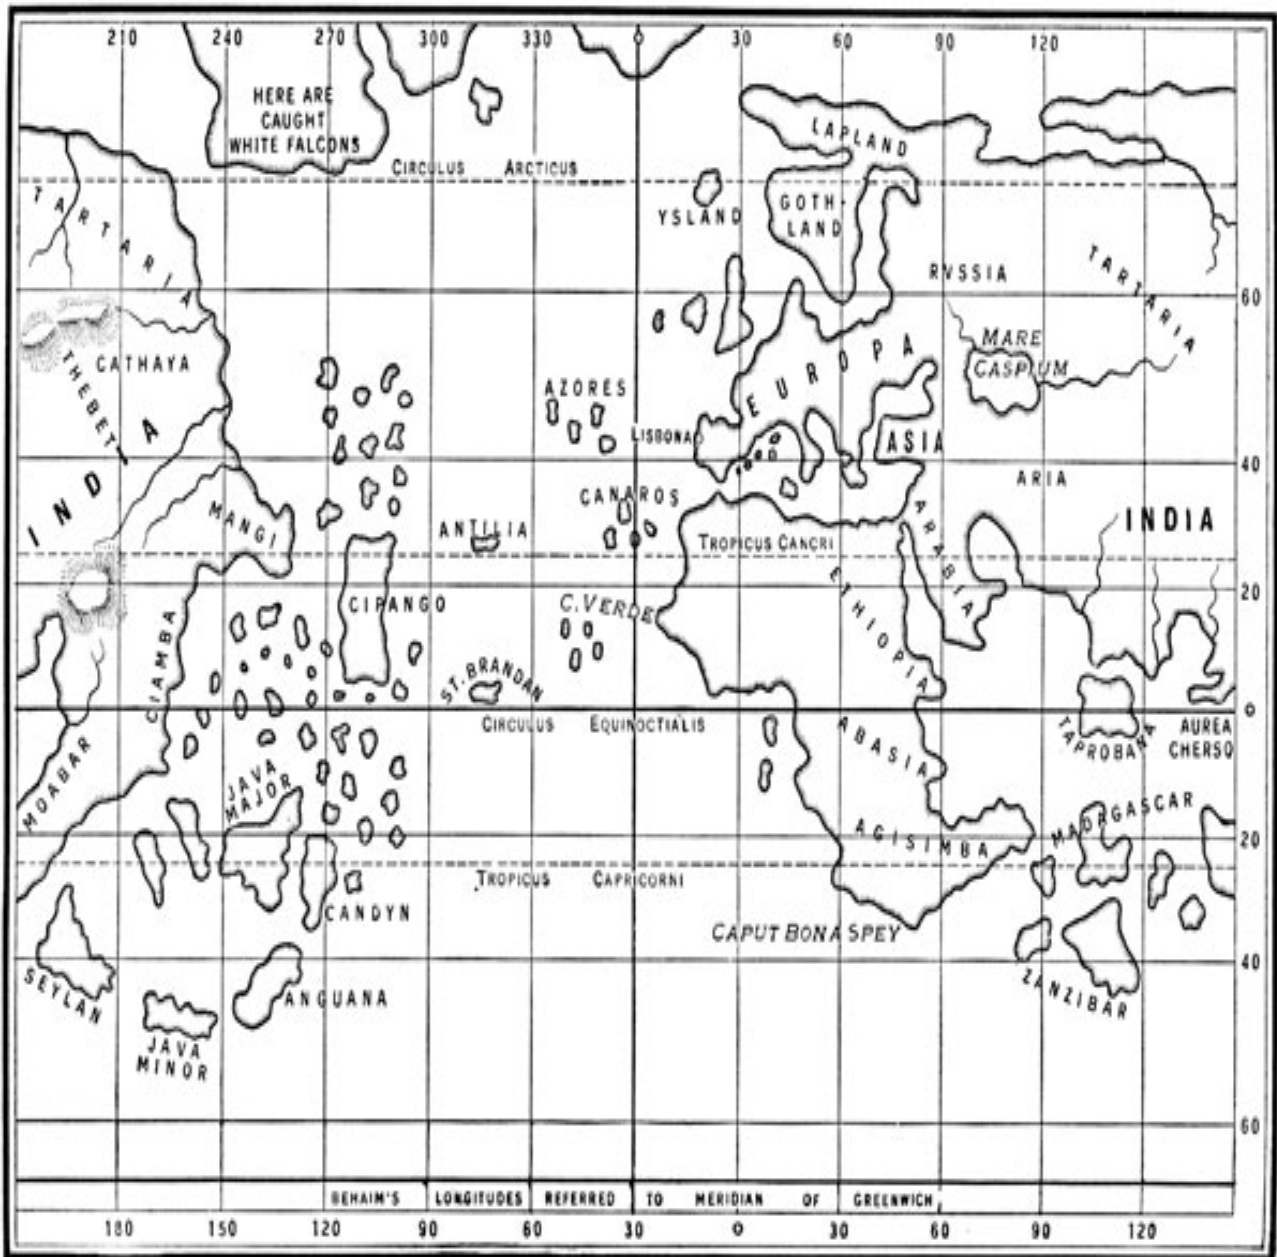 210 240 270 300 330 0 30 60 90 120
HERE ARE
CAUGHT
WHITE FALCONS
CIRCULUS ARCTICUS
LAPLAND
GOTH-
LAND
YSLAND
TARTARIA
RVSSIA
TARTARIA
60
MARE
CASPIUM
CATHAYA
THEBET
EUROPA
AZORES
LISBONA
ASIA
40
ARIA
INDIA
MANGI
CANAROS
ANTILIA
ARABIA
INDIA
TROPICUS CANCRI
20
CIPANGO
C. VERDE
ETHIOPIA
CIAMBA
ST. BRANDAN
0
CIRCULUS EQUINOCTIALIS
MOABAR
ABASIA
TAPROBANA
AUREA
CHERSO
JAVA
MAJOR
AGISIMBA
MADAGASCAR
20
TROPICUS CAPRICORNI
CANDYN
CAPUT BONA SPEY
40
SEYLAN
ANGUANA
ZANZIBAR
JAVA
MINOR
60
BEHAIM'S LONGITUDES REFERRED TO MERIDIAN OF GREENWICH
180 150 120 90 60 30 0 30 60 90 120